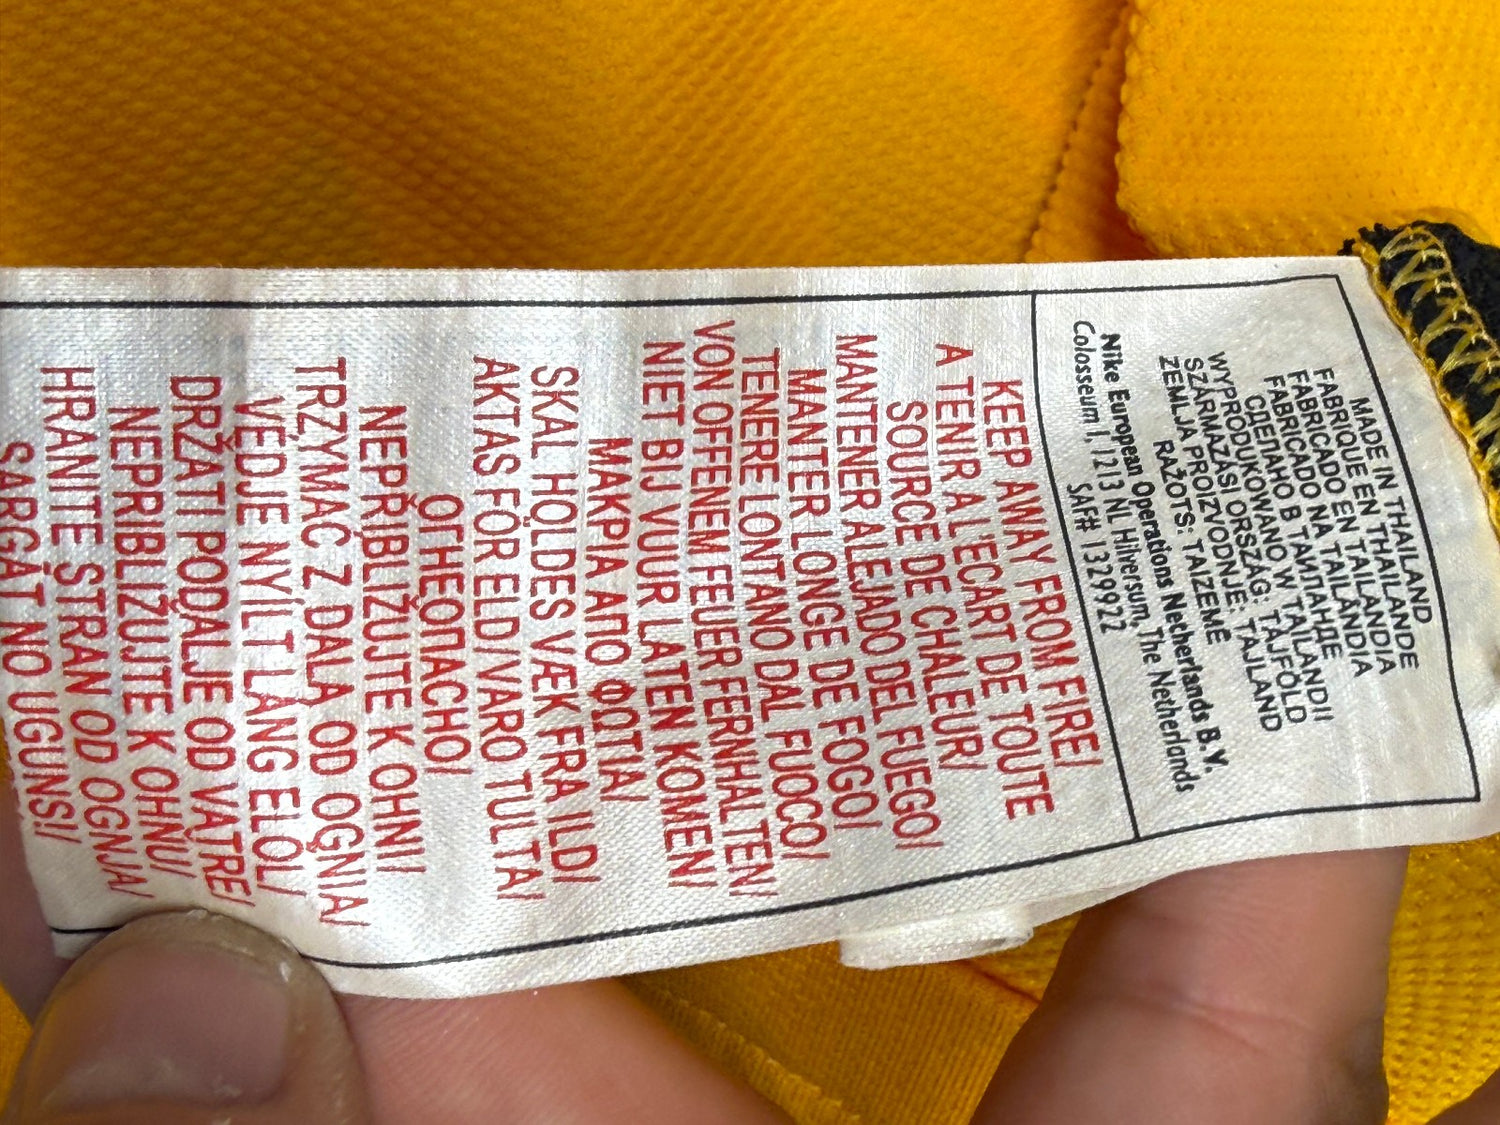 MADE IN THAILAND
FABRIQUE EN THAILANDE
FABRICADO EN TAILANDIA
FABRICADO NA TAILÂNDIA
СДЕЛАНО В ТАИЛАНДЕ
WYPRODUKOWANO W TAILANDII
SZÁRMAZÁSI ORSZÁG: TÁJFÖLD
ZEMLJA PROIZVODNJE: TAJLAND
RAŽOTS: TAIZEMĒ
Nike European Operations Netherlands B.V.
Colosseum 1, 1213 NL Hilversum, The Netherlands
SAF# 1329922
KEEP AWAY FROM FIRE/
A TENIR A L'ECART DE TOUTE
SOURCE DE CHALEUR/
MANTENER ALEJADO DEL FUEGO/
MANTER LONGE DE FOGO/
TENERE LONTANO DAL FUOCO/
VON OFFENEM FEUER FERNHALTEN/
NIET BIJ VUUR LATEN KOMEN/
ΜΑΚΡΙΑ ΑΠΟ ΦΩΤΙΑ/
SKAL HOLDES VÆK FRA ILD/
AKTAS FÖR ELD/VARO TULTA/
ОГНЕОПАСНО/
NEPŘIBLIŽUJTE K OHNI/
TRZYMAĆ Z DALA OD OGNIA/
VÉDJE NYÍLT LÁNG ELŐL/
DRŽATI PODALJE OD VATRE/
NEPRIBLIŽUJTE K OHŇU/
HRANITE STRAN OD OGNJA/
SARGĀT NO UGUNS/